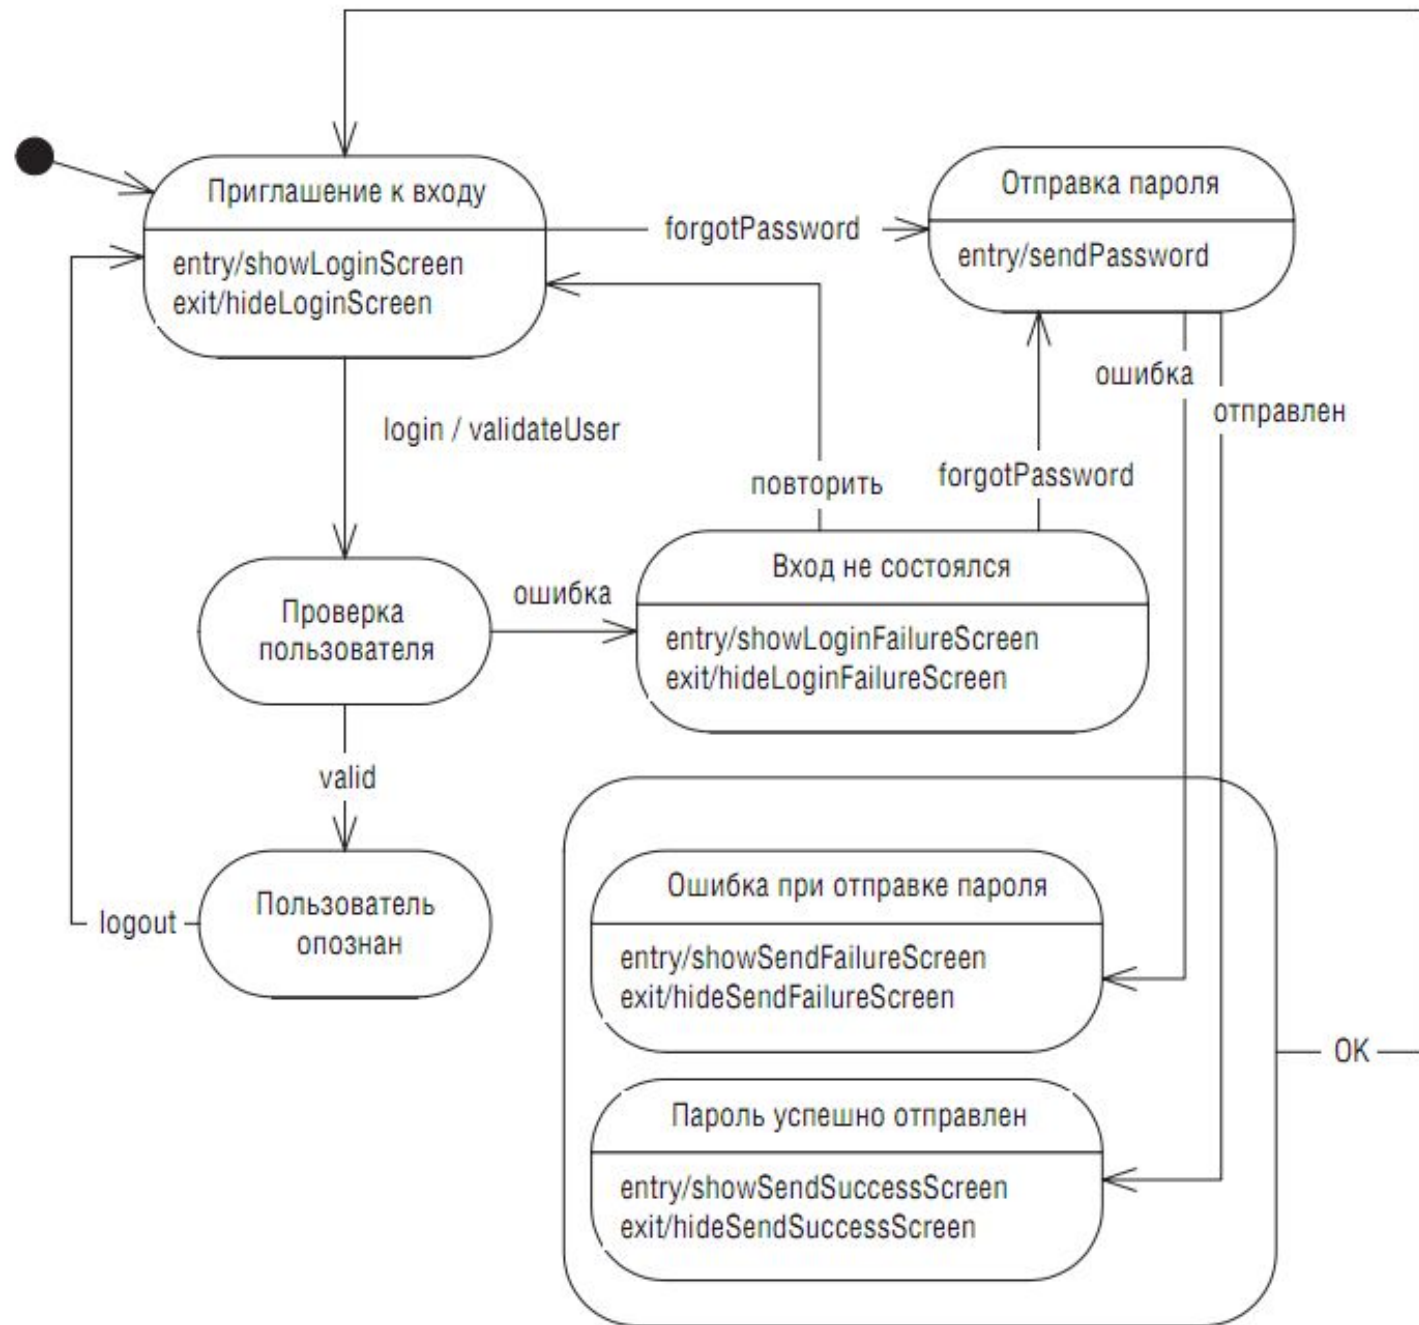 Приглашение к входу
entry/showLoginScreen
exit/hideLoginScreen
forgotPassword
Отправка пароля
entry/sendPassword
ошибка
отправлен
login / validateUser
повторить
forgotPassword
Проверка
пользователя
ошибка
Вход не состоялся
entry/showLoginFailureScreen
exit/hideLoginFailureScreen
valid
Пользователь
опознан
logout
Ошибка при отправке пароля
entry/showSendFailureScreen
exit/hideSendFailureScreen
OK
Пароль успешно отправлен
entry/showSendSuccessScreen
exit/hideSendSuccessScreen